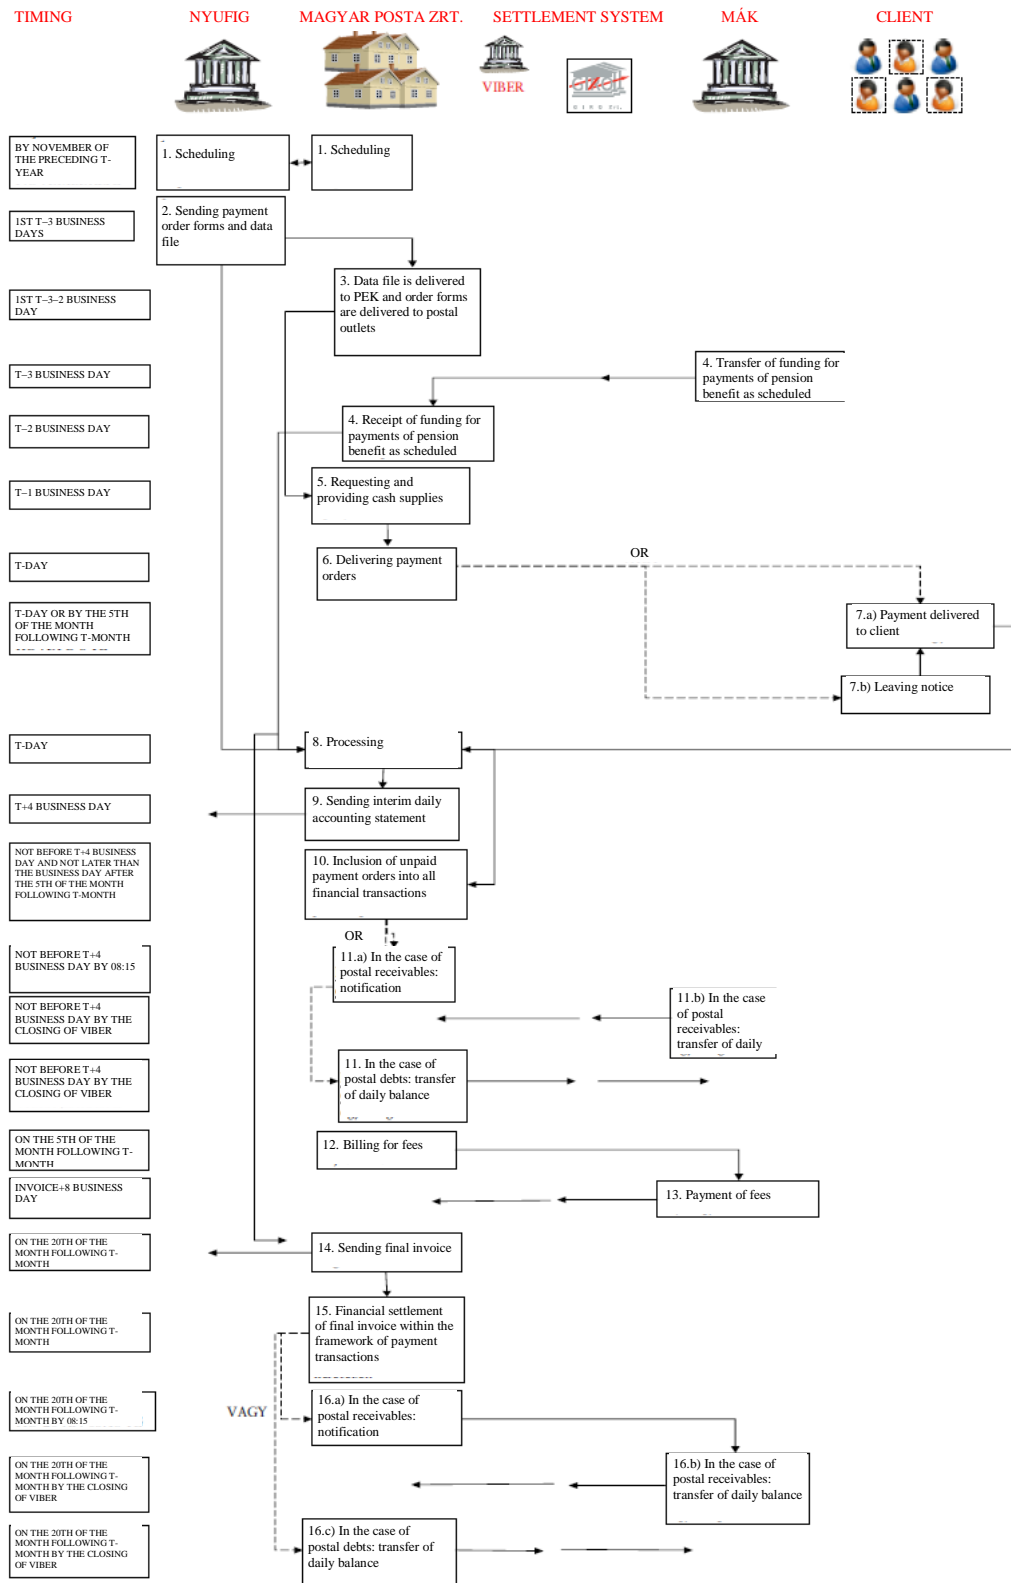 TIMING
NYUFIG
MAGYAR POSTA ZRT.
SETTLEMENT SYSTEM
MÁK
CLIENT
VIBER
BY NOVEMBER OF
THE PRECEDING T-
YEAR
1. Scheduling
1. Scheduling
1ST T–3 BUSINESS
DAYS
2. Sending payment
order forms and data
file
1ST T–3–2 BUSINESS
DAY
3. Data file is delivered
to PEK and order forms
are delivered to postal
outlets
T–3 BUSINESS DAY
4. Transfer of funding for
payments of pension
benefit as scheduled
T–2 BUSINESS DAY
4. Receipt of funding for
payments of pension
benefit as scheduled
T–1 BUSINESS DAY
5. Requesting and
providing cash supplies
T-DAY
6. Delivering payment
orders
OR
T-DAY OR BY THE 5TH
OF THE MONTH
FOLLOWING T-MONTH
7.a) Payment delivered
to client
7.b) Leaving notice
T-DAY
8. Processing
T+4 BUSINESS DAY
9. Sending interim daily
accounting statement
NOT BEFORE T+4 BUSINESS
DAY AND NOT LATER THAN
THE BUSINESS DAY AFTER
THE 5TH OF THE MONTH
FOLLOWING T-MONTH
10. Inclusion of unpaid
payment orders into all
financial transactions
OR
NOT BEFORE T+4
BUSINESS DAY BY 08:15
11.a) In the case of
postal receivables:
notification
NOT BEFORE T+4
BUSINESS DAY BY THE
CLOSING OF VIBER
11.b) In the case
of postal
receivables:
transfer of daily
NOT BEFORE T+4
BUSINESS DAY BY THE
CLOSING OF VIBER
11. In the case of
postal debts: transfer
of daily balance
ON THE 5TH OF THE
MONTH FOLLOWING T-
MONTH
12. Billing for fees
INVOICE+8 BUSINESS
DAY
13. Payment of fees
ON THE 20TH OF THE
MONTH FOLLOWING T-
MONTH
14. Sending final invoice
ON THE 20TH OF THE
MONTH FOLLOWING T-
MONTH
15. Financial settlement
of final invoice within the
framework of payment
transactions
ON THE 20TH OF THE
MONTH FOLLOWING T-
MONTH BY 08:15
VAGY
16.a) In the case of
postal receivables:
notification
ON THE 20TH OF THE
MONTH FOLLOWING T-
MONTH BY THE CLOSING
OF VIBER
16.b) In the case of
postal receivables:
transfer of daily balance
ON THE 20TH OF THE
MONTH FOLLOWING T-
MONTH BY THE CLOSING
OF VIBER
16.c) In the case of
postal debts: transfer of
daily balance